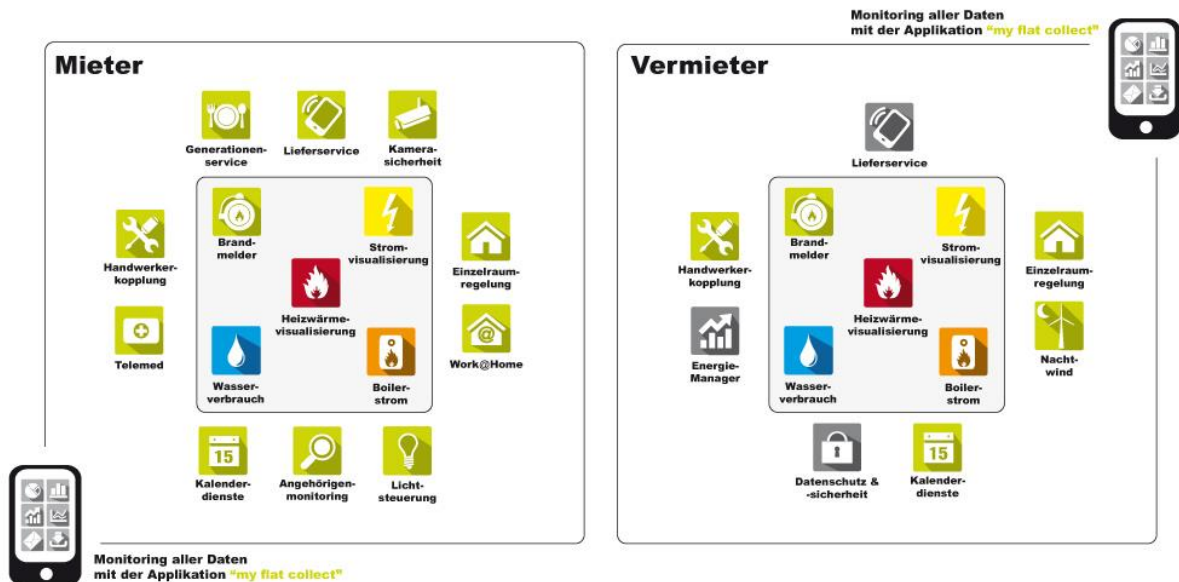 Monitoring aller Daten
mit der Applikation "my flat collect"
Mieter
Generationen-
service
Lieferservice
Kamera-
sicherheit
Brand-
melder
Strom-
visualisierung
Handwerker-
kopplung
Einzelraum-
regelung
Heizwärme-
visualisierung
Telemed
Work@Home
Wasser-
verbrauch
Boiler-
strom
15
Kalender-
dienste
Angehörigen-
monitoring
Licht-
steuerung
Monitoring aller Daten
mit der Applikation "my flat collect"
Vermieter
Lieferservice
Brand-
melder
Strom-
visualisierung
Handwerker-
kopplung
Einzelraum-
regelung
Heizwärme-
visualisierung
Energie-
Manager
Nacht-
wind
Wasser-
verbrauch
Boiler-
strom
Datenschutz &
-sicherheit
15
Kalender-
dienste